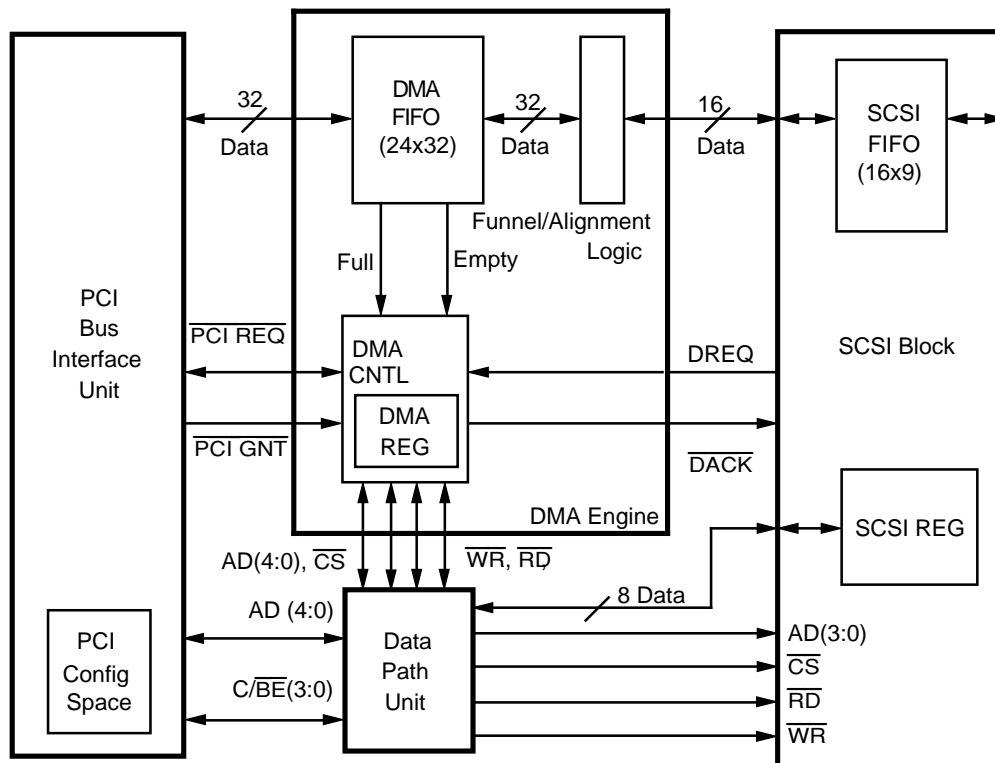 32
Data
DMA
FIFO
(24x32)
32
Data
16
Data
SCSI
FIFO
(16x9)
Funnel/Alignment
Logic
Full
Empty
PCI
Bus
Interface
Unit
PCI REQ
DMA
CNTL
DREQ
SCSI Block
DMA
REG
PCI GNT
DACK
DMA Engine
SCSI REG
AD(4:0), CS
WR, RD
8 Data
AD (4:0)
Data
Path
Unit
AD(3:0)
PCI
Config
Space
CS
C/BE(3:0)
RD
WR